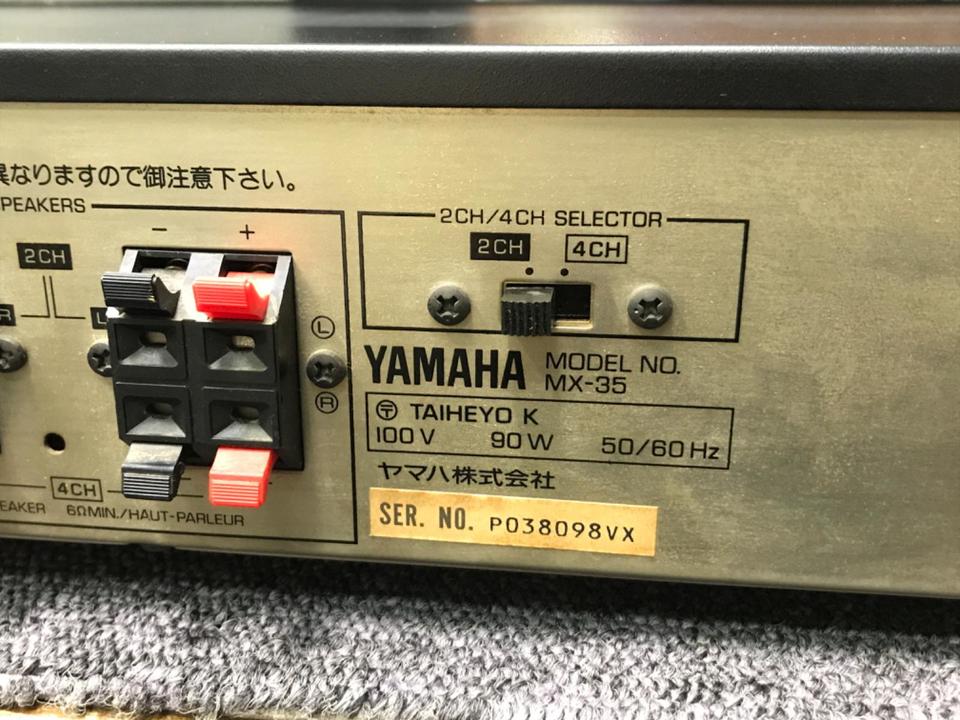 異なりますので御注意下さい。
PEAKERS
− +
2CH
R
L
Ⓛ
Ⓡ
4CH
− +
EAKER 6ΩMIN./HAUT-PARLEUR
2CH/4CH SELECTOR
2CH 4CH
YAMAHA MODEL NO.
MX-35
〶 TAIHEYO K
100V 90W 50/60Hz
ヤマハ株式会社
SER. NO. P038098VX